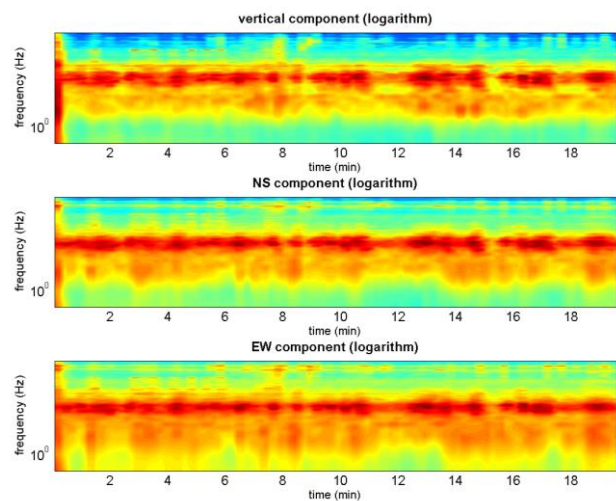 vertical component (logarithm)
frequency (Hz)
10⁰
2 4 6 8 10 12 14 16 18
time (min)
NS component (logarithm)
frequency (Hz)
10⁰
2 4 6 8 10 12 14 16 18
time (min)
EW component (logarithm)
frequency (Hz)
10⁰
2 4 6 8 10 12 14 16 18
time (min)